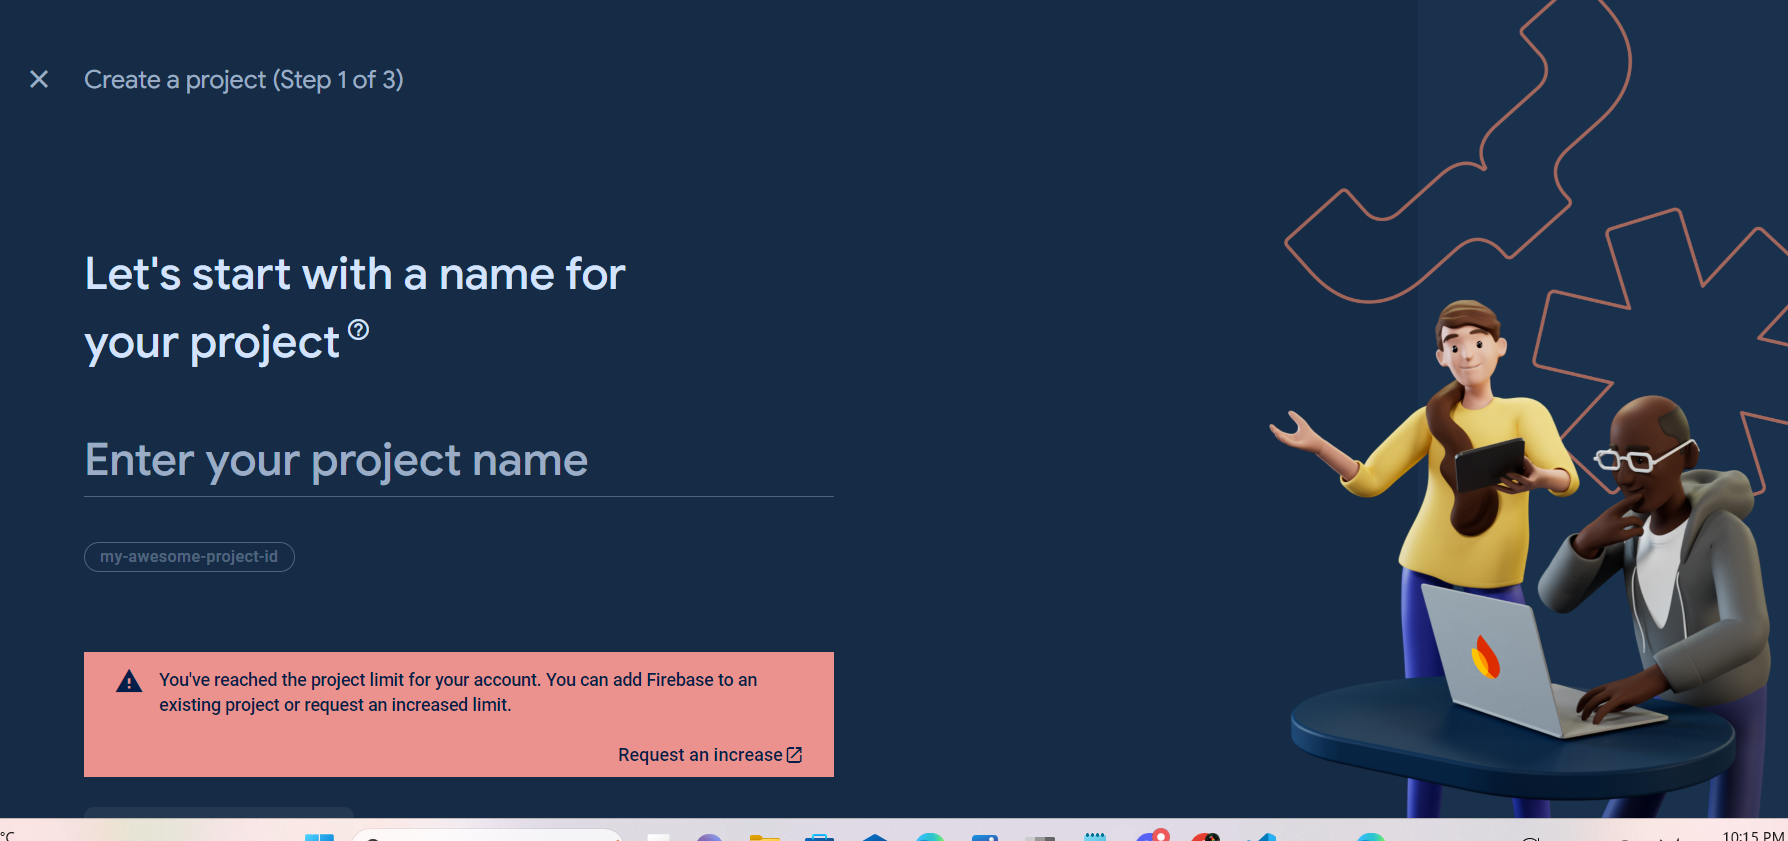 Create a project (Step 1 of 3)
Let's start with a name for
your project
Enter your project name
my-awesome-project-id
You've reached the project limit for your account. You can add Firebase to an
existing project or request an increased limit.
Request an increase
°C
10:15 PM